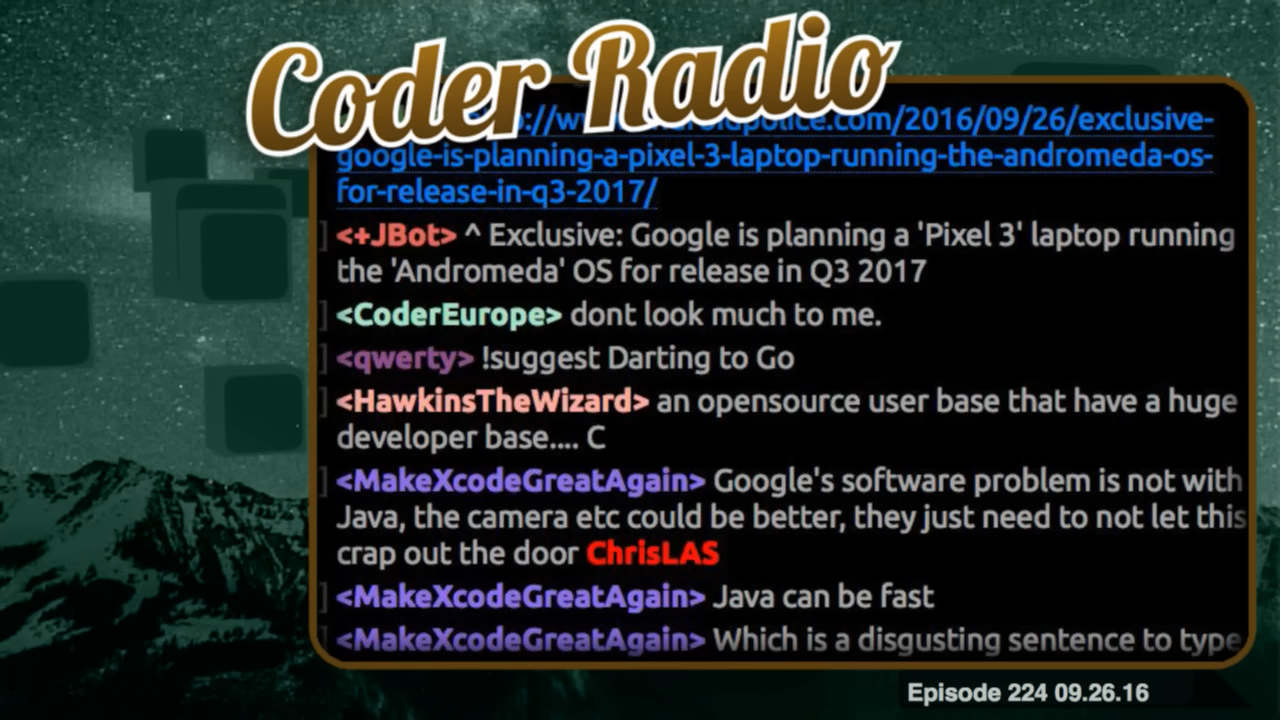 Coder Radio
.com/2016/09/26/exclusive-
google-is-planning-a-pixel-3-laptop-running-the-andromeda-os-
for-release-in-q3-2017/
] <+JBot> ^ Exclusive: Google is planning a 'Pixel 3' laptop running
the 'Andromeda' OS for release in Q3 2017
] <CoderEurope> dont look much to me.
] <qwerty> !suggest Darting to Go
] <HawkinsTheWizard> an opensource user base that have a huge
developer base.... C
] <MakeXcodeGreatAgain> Google's software problem is not with
Java, the camera etc could be better, they just need to not let this
crap out the door ChrisLAS
] <MakeXcodeGreatAgain> Java can be fast
] <MakeXcodeGreatAgain> Which is a disgusting sentence to type
Episode 224 09.26.16